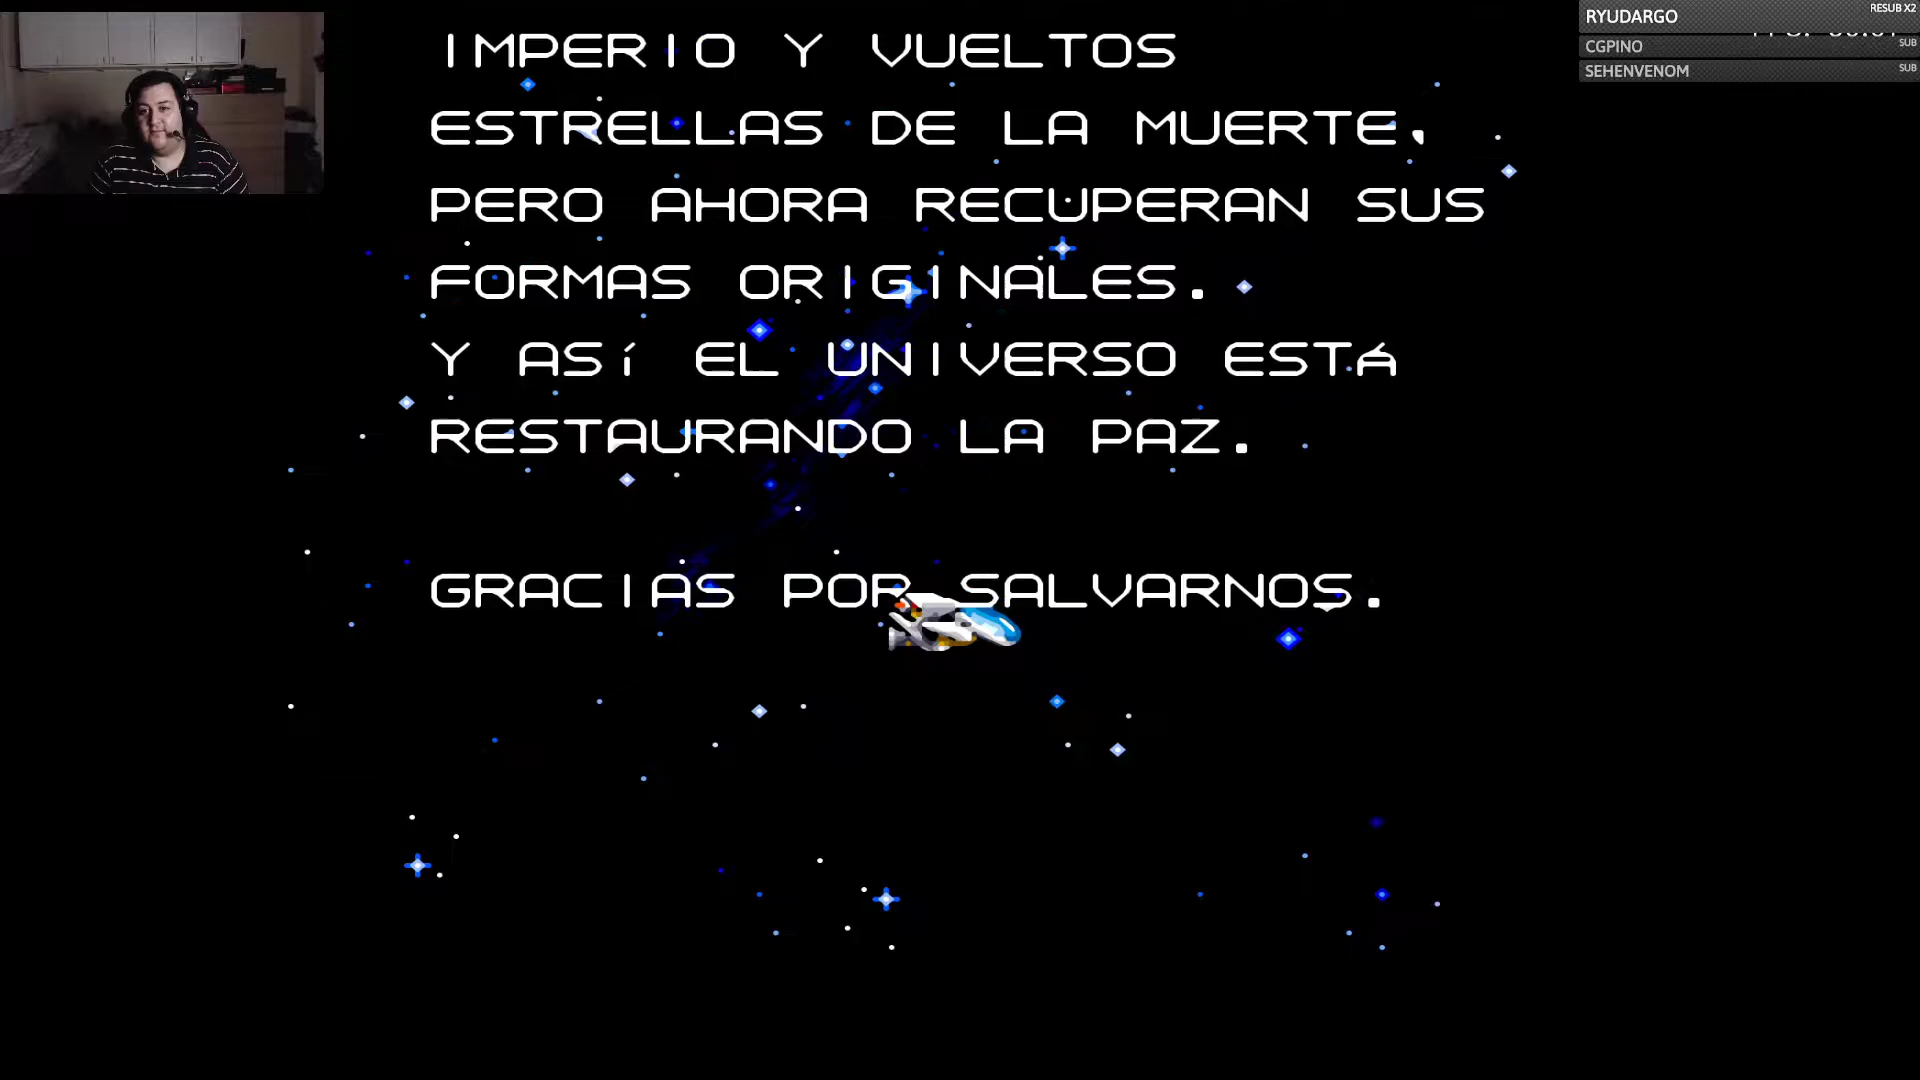 IMPERIO Y VUELTOS
ESTRELLAS DE LA MUERTE,
PERO AHORA RECUPERAN SUS
FORMAS ORIGINALES.
Y ASÍ EL UNIVERSO ESTÁ
RESTAURANDO LA PAZ.
GRACIAS POR SALVARNOS.
RYUDARGO RESUB X2
CGPINO SUB
SEHENVENOM SUB